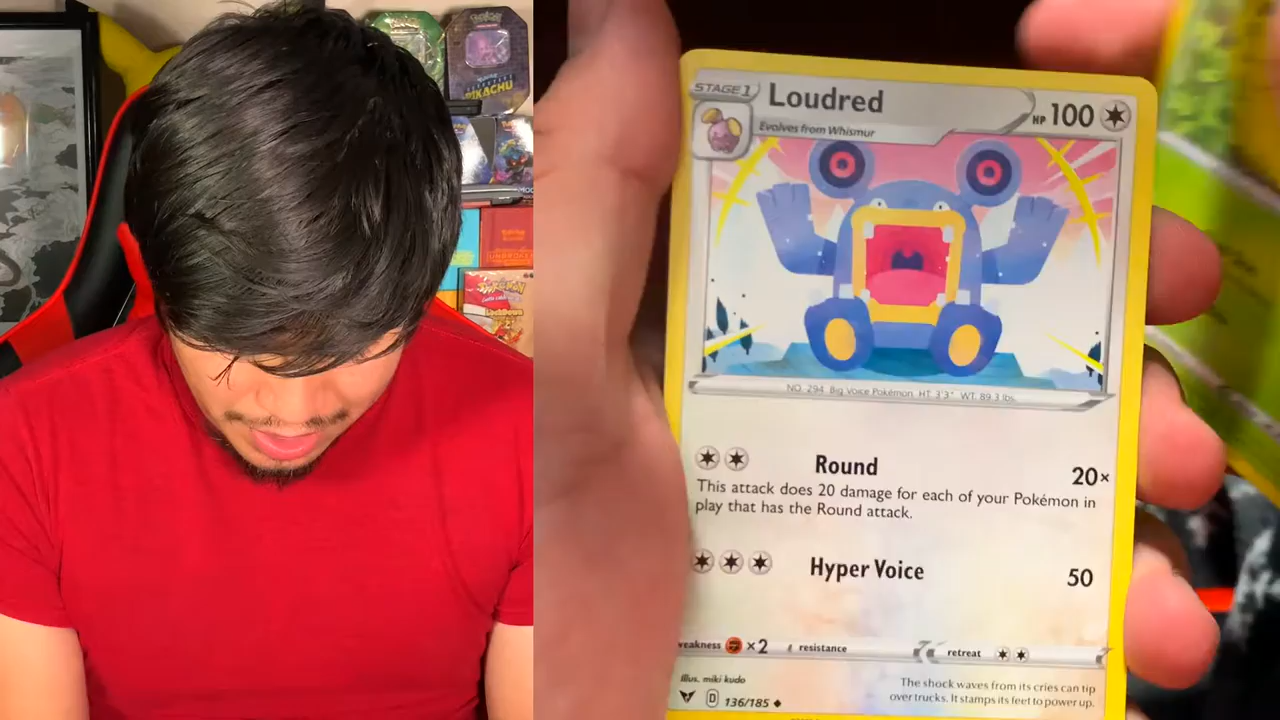 PIKACHU
Pokémon
STAGE 1
Loudred
HP 100
Evolves from Whismur
NO. 294 Big Voice Pokémon HT: 3'3" WT: 89.3 lbs.
Round
20×
This attack does 20 damage for each of your Pokémon in
play that has the Round attack.
Hyper Voice
50
weakness ×2 resistance retreat
Illus. miki kudo
D 136/185
The shock waves from its cries can tip
over trucks. It stamps its feet to power up.